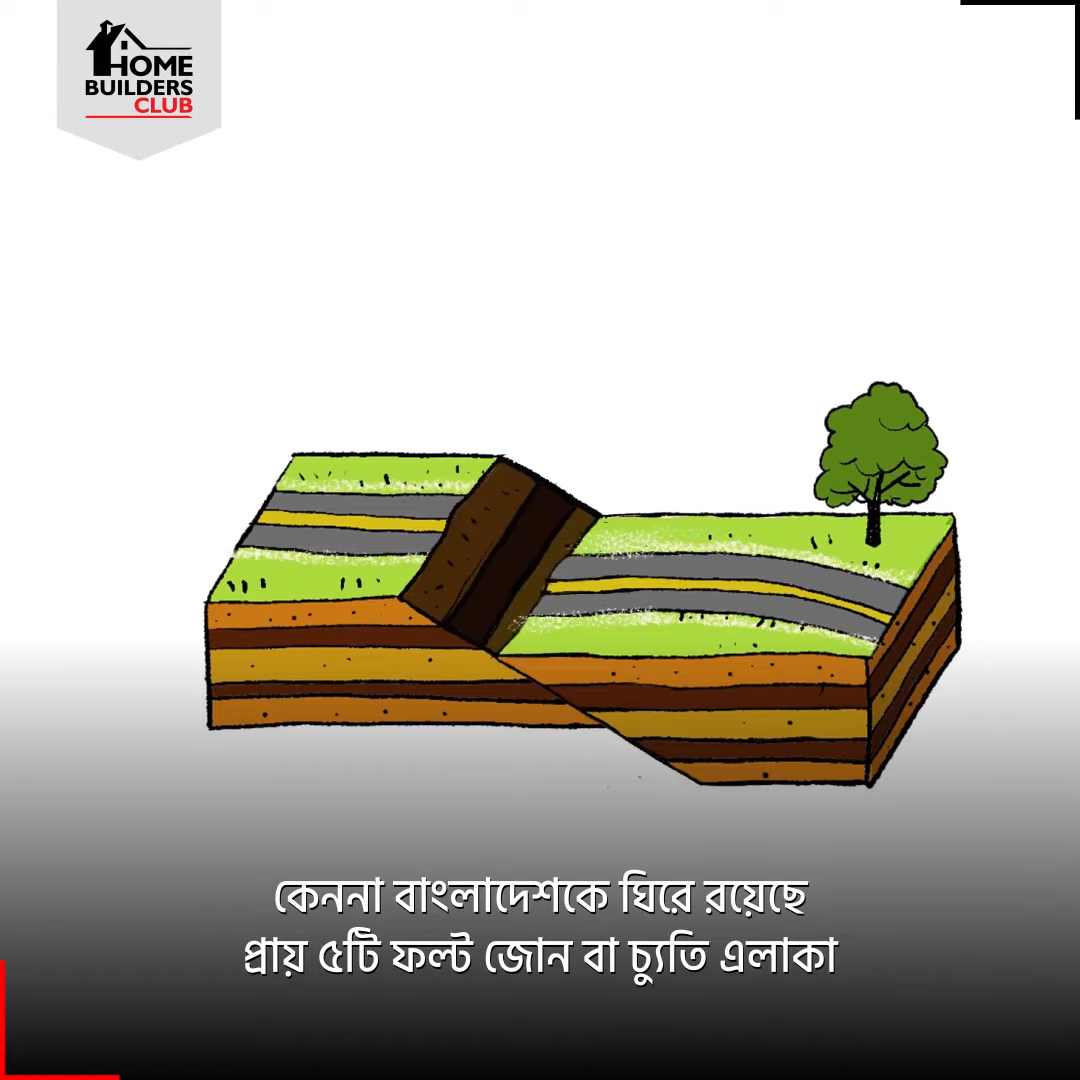 HOME
BUILDERS
CLUB
কেননা বাংলাদেশকে ঘিরে রয়েছে
প্রায় ৫টি ফল্ট জোন বা চ্যুতি এলাকা